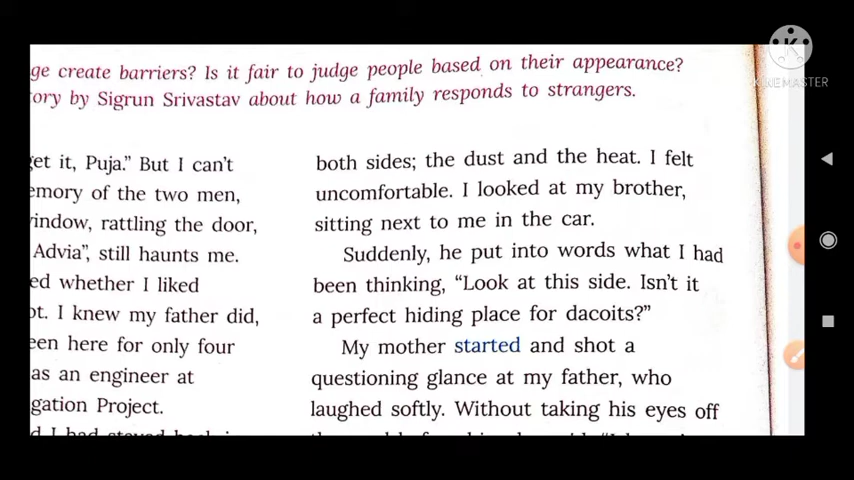 ge create barriers? Is it fair to judge people based on their appearance?
ory by Sigrun Srivastav about how a family responds to strangers.
get it, Puja.” But I can't
emory of the two men,
indow, rattling the door,
Advia”, still haunts me.
ed whether I liked
ot. I knew my father did,
een here for only four
as an engineer at
gation Project.
both sides; the dust and the heat. I felt
uncomfortable. I looked at my brother,
sitting next to me in the car.
Suddenly, he put into words what I had
been thinking, “Look at this side. Isn't it
a perfect hiding place for dacoits?”
My mother started and shot a
questioning glance at my father, who
laughed softly. Without taking his eyes off
KINEMASTER